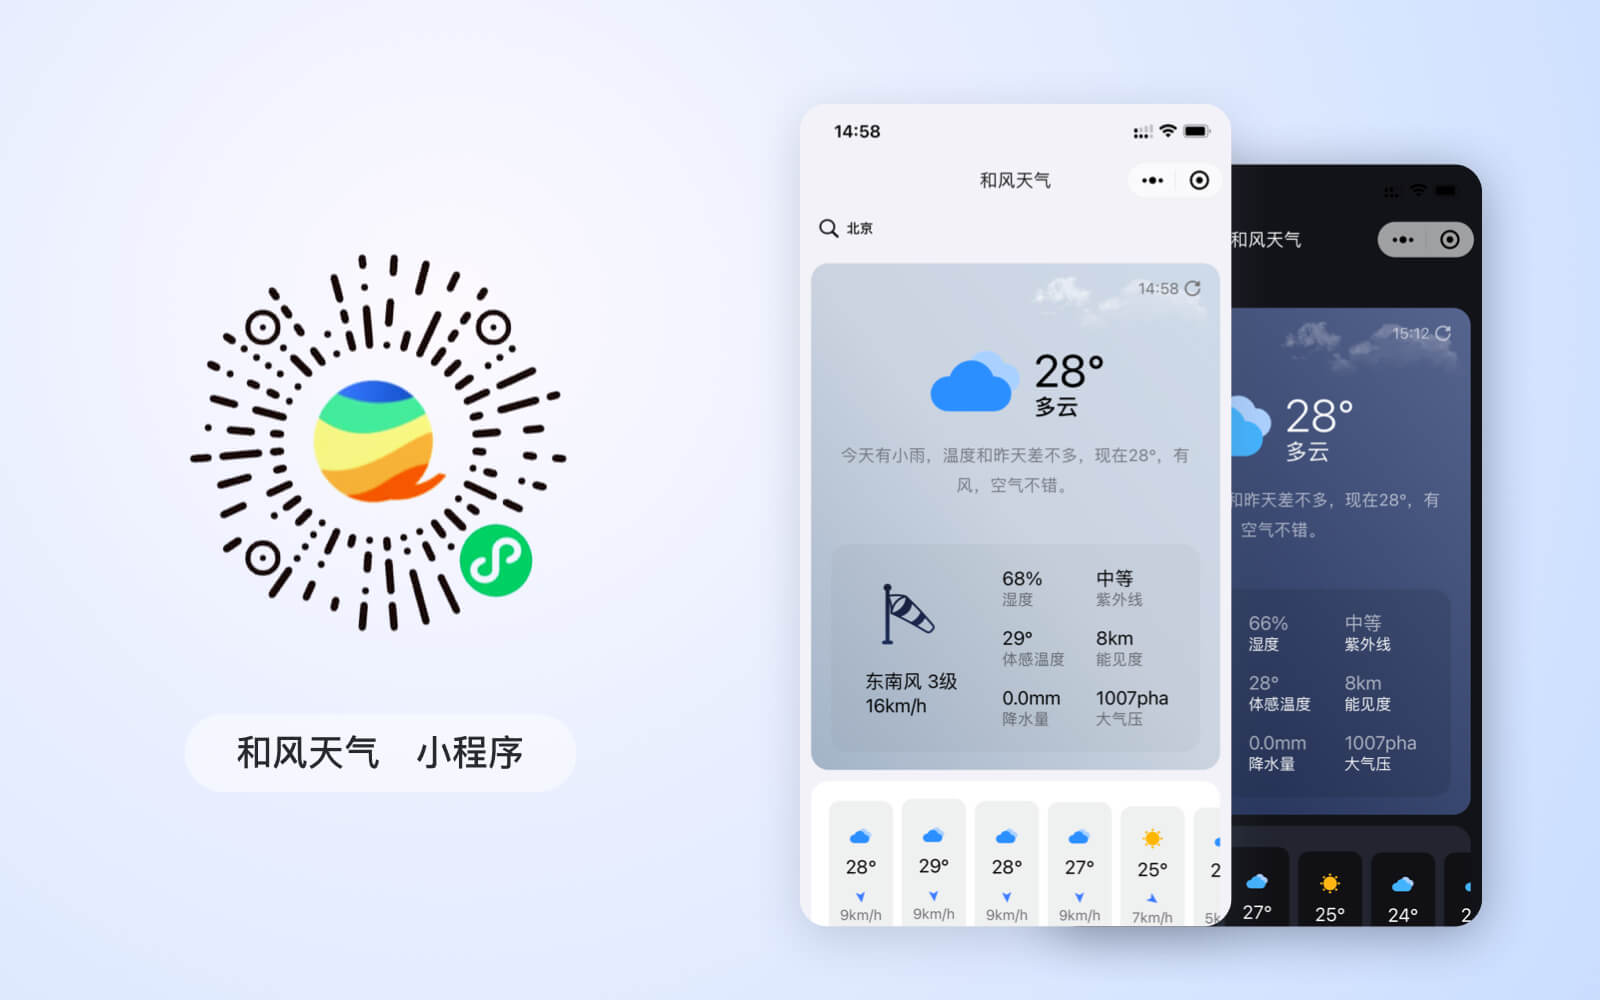 和风天气 小程序
14:58
和风天气
北京
14:58
28°
多云
今天有小雨，温度和昨天差不多，现在28°，有
风，空气不错。
68% 中等
湿度 紫外线
29° 8km
体感温度 能见度
东南风 3级
16km/h
0.0mm 1007pha
降水量 大气压
28° 29° 28° 27° 25° 2
9km/h 9km/h 9km/h 9km/h 7km/h 5k
和风天气
15:12
28°
多云
和昨天差不多，现在28°，有
空气不错。
66% 中等
湿度 紫外线
28° 8km
体感温度 能见度
0.0mm 1007pha
降水量 大气压
27° 25° 24° 2